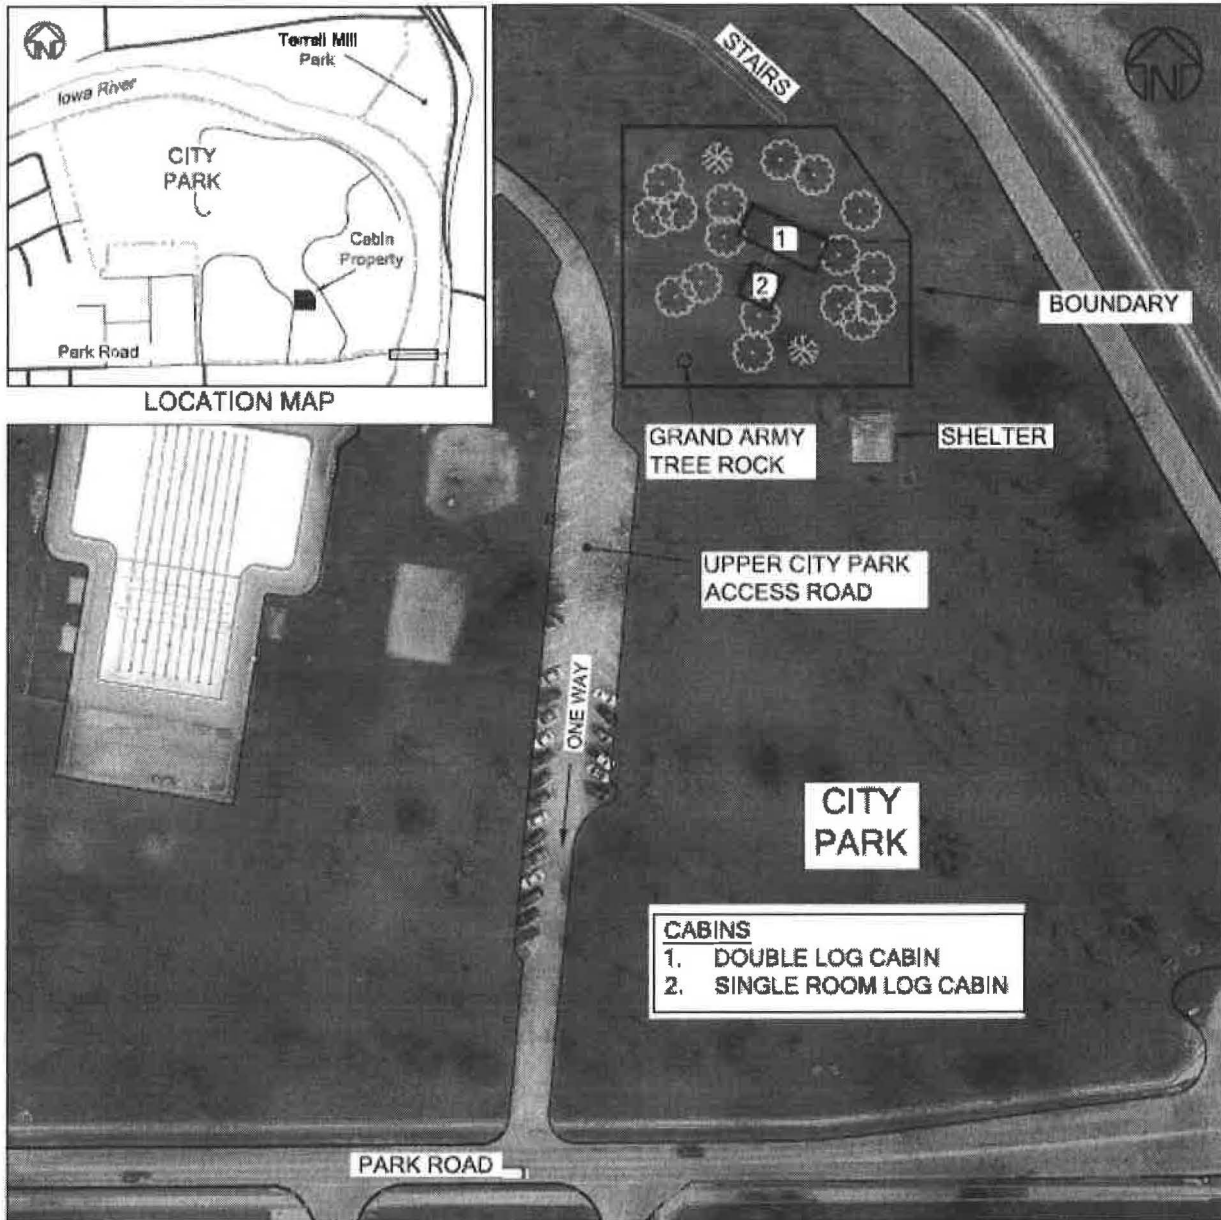 N
Terrell Mill
Park
Iowa River
CITY
PARK
Cabin
Property
Park Road
LOCATION MAP
STAIRS
N
1
2
BOUNDARY
GRAND ARMY
TREE ROCK
SHELTER
UPPER CITY PARK
ACCESS ROAD
ONE WAY
CITY
PARK
CABINS
1. DOUBLE LOG CABIN
2. SINGLE ROOM LOG CABIN
PARK ROAD